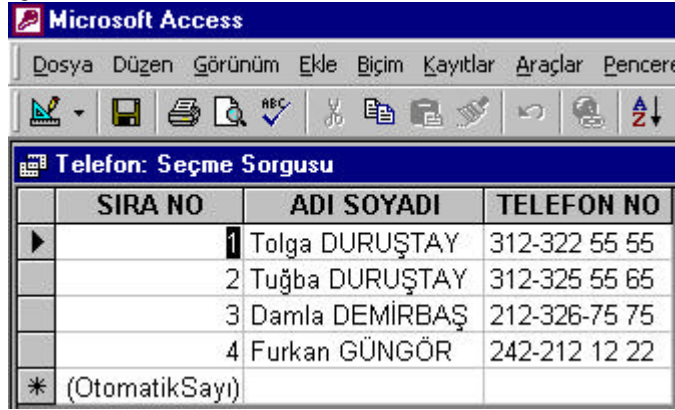 Microsoft Access
Dosya Düzen Görünüm Ekle Biçim Kayıtlar Araçlar Pencere
ABC A Z
Telefon: Seçme Sorgusu
SIRA NO ADI SOYADI TELEFON NO
1 Tolga DURUŞTAY 312-322 55 55
2 Tuğba DURUŞTAY 312-325 55 65
3 Damla DEMİRBAŞ 212-326-75 75
4 Furkan GÜNGÖR 242-212 12 22
(OtomatikSayı)